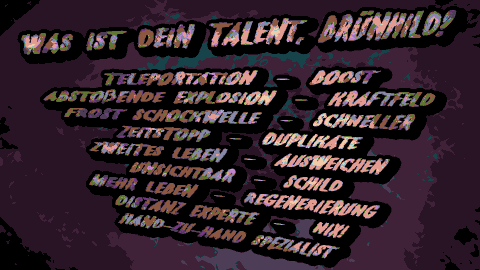 WAS IST DEIN TALENT, BRÜNHILD?
TELEPORTATION - BOOST
ABSTOßENDE EXPLOSION - KRAFTFELD
FROST SCHOCKWELLE - SCHNELLER
ZEITSTOPP - DUPLIKATE
ZWEITES LEBEN - AUSWEICHEN
UNSICHTBAR - SCHILD
MEHR LEBEN - REGENERIERUNG
DISTANZ EXPERTE - NIX!
HAND-ZU-HAND SPEZIALIST